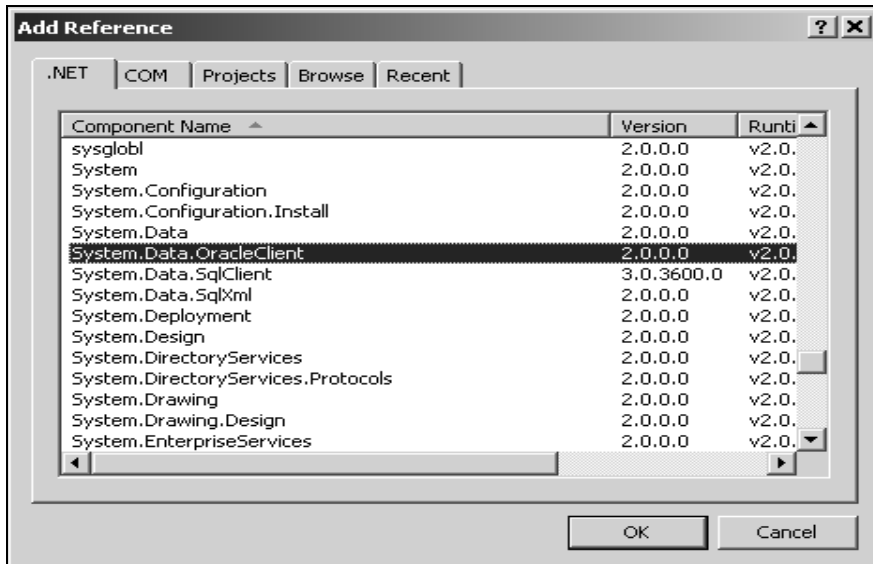 Add Reference
.NET COM Projects Browse Recent
Component Name Version Runti
sysglobl 2.0.0.0 v2.0.
System 2.0.0.0 v2.0.
System.Configuration 2.0.0.0 v2.0.
System.Configuration.Install 2.0.0.0 v2.0.
System.Data 2.0.0.0 v2.0.
System.Data.OracleClient 2.0.0.0 v2.0.
System.Data.SqlClient 3.0.3600.0 v2.0.
System.Data.SqlXml 2.0.0.0 v2.0.
System.Deployment 2.0.0.0 v2.0.
System.Design 2.0.0.0 v2.0.
System.DirectoryServices 2.0.0.0 v2.0.
System.DirectoryServices.Protocols 2.0.0.0 v2.0.
System.Drawing 2.0.0.0 v2.0.
System.Drawing.Design 2.0.0.0 v2.0.
System.EnterpriseServices 2.0.0.0 v2.0.
OK Cancel